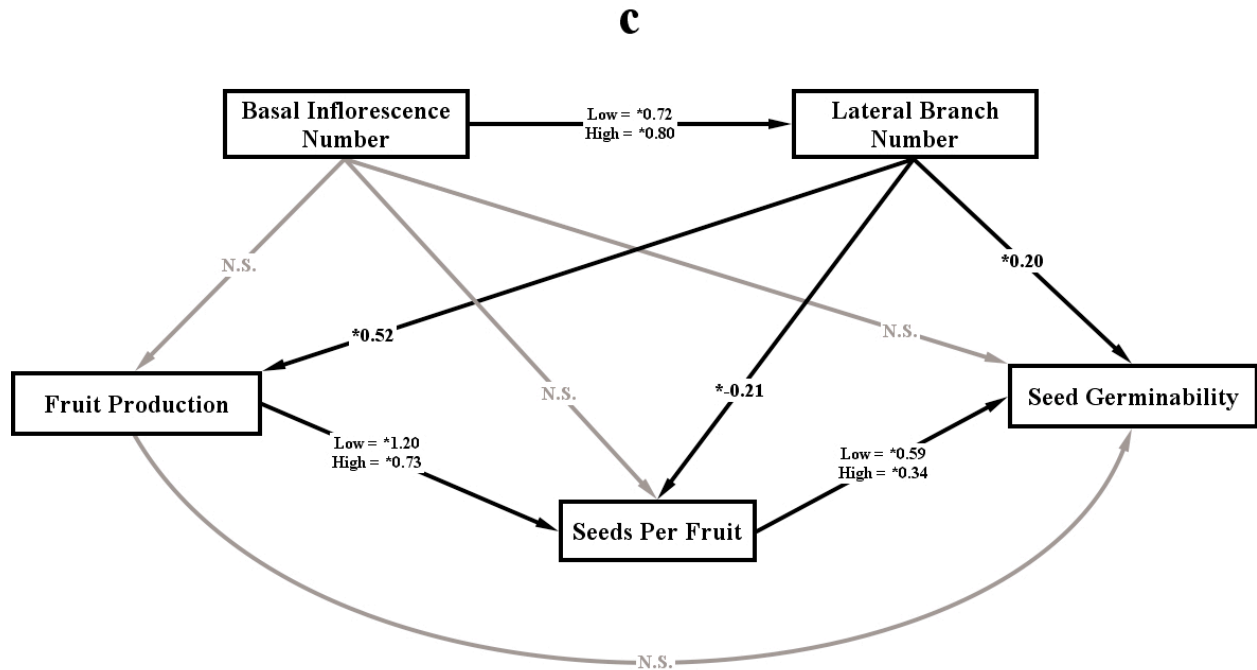 c
Basal Inflorescence
Number
Low = *0.72
High = *0.80
Lateral Branch
Number
N.S.
*0.20
*0.52
N.S.
Fruit Production
N.S.
*-0.21
Seed Germinability
Low = *1.20
High = *0.73
Low = *0.59
High = *0.34
Seeds Per Fruit
N.S.